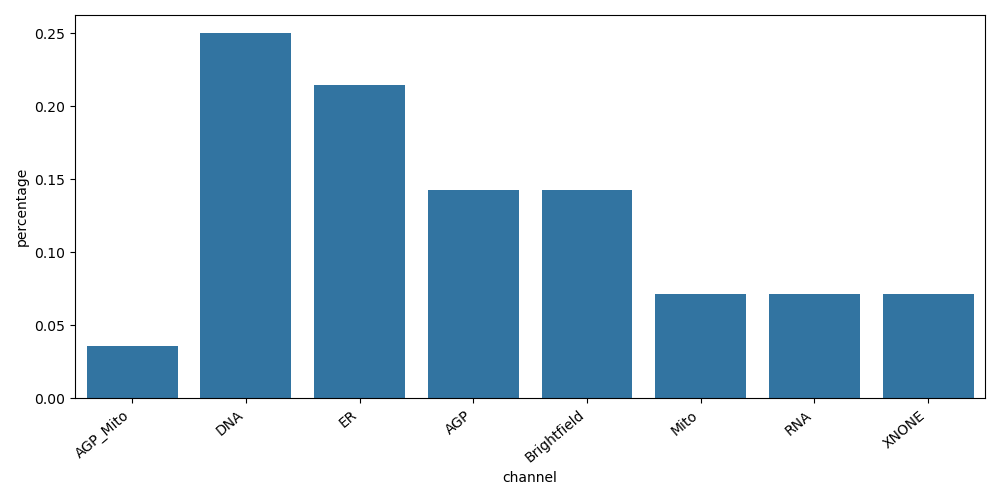 0.25
0.20
0.15
0.10
0.05
0.00
percentage
AGP_Mito
DNA
ER
AGP
Brightfield
Mito
RNA
XNONE
channel